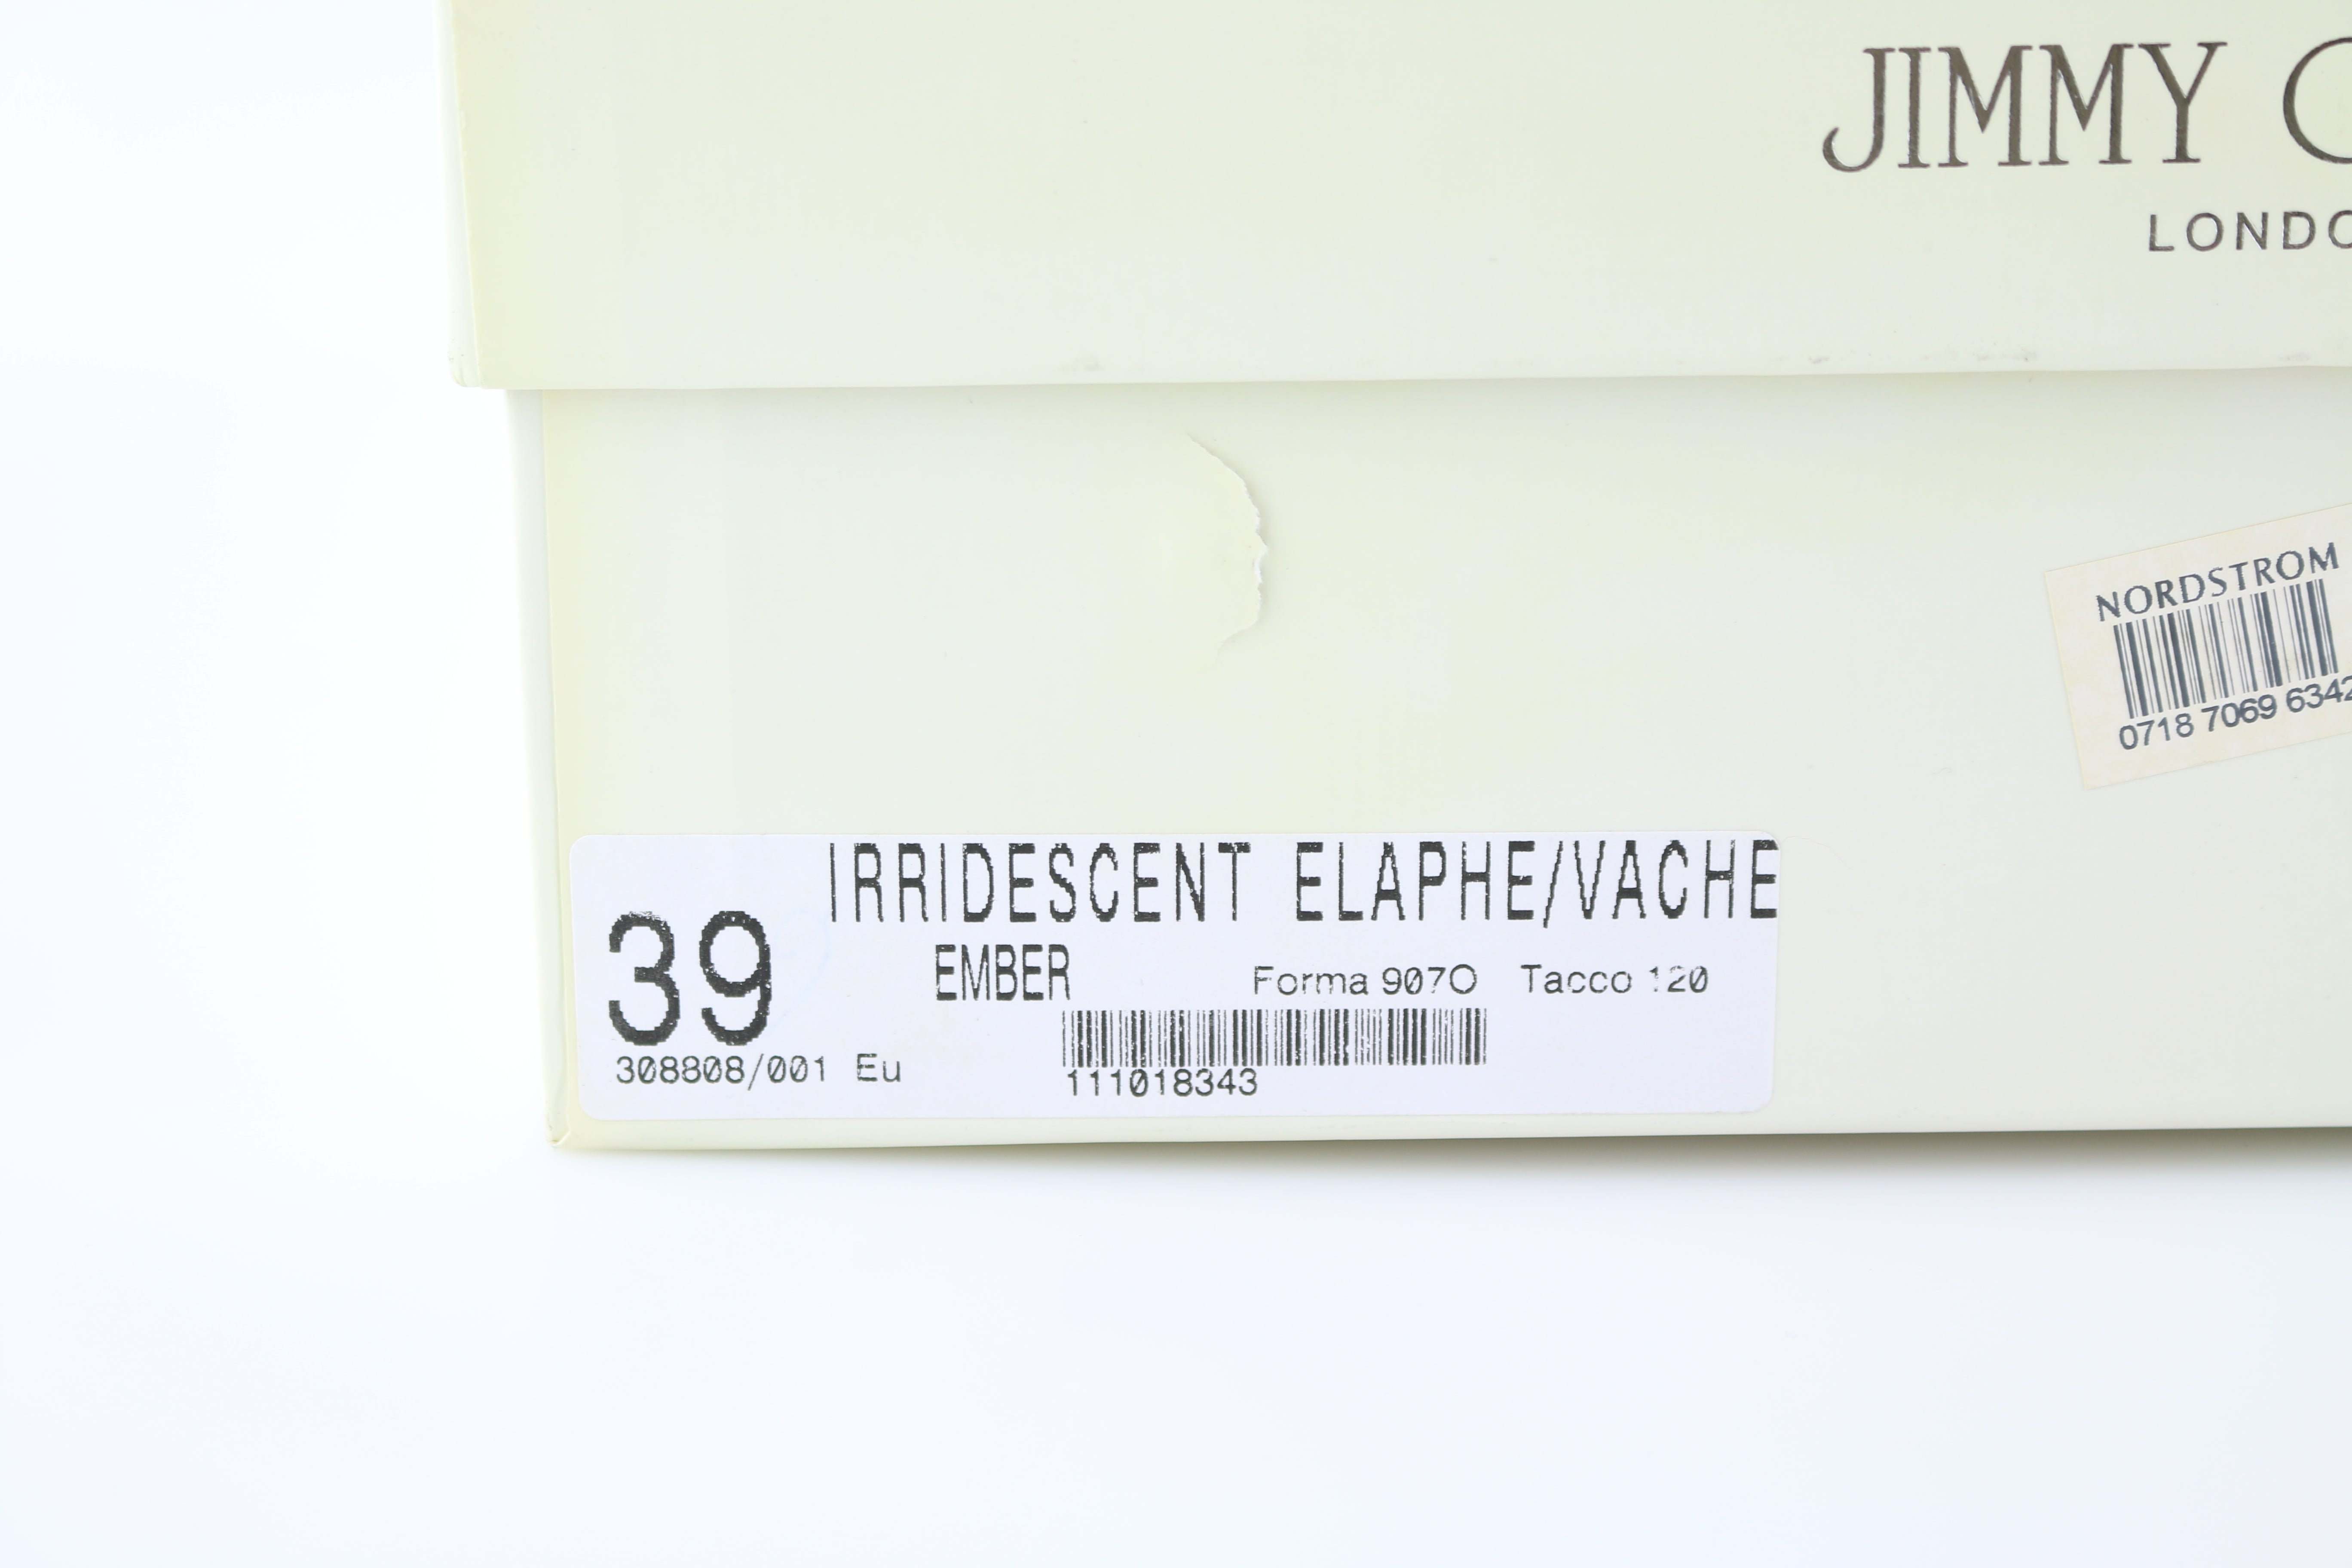 JIMMY C
LONDO
NORDSTROM
0718 7069 6342
IRRIDESCENT ELAPHE/VACHE
39
EMBER Forma 907O Tacco 120
308808/001 Eu
111018343